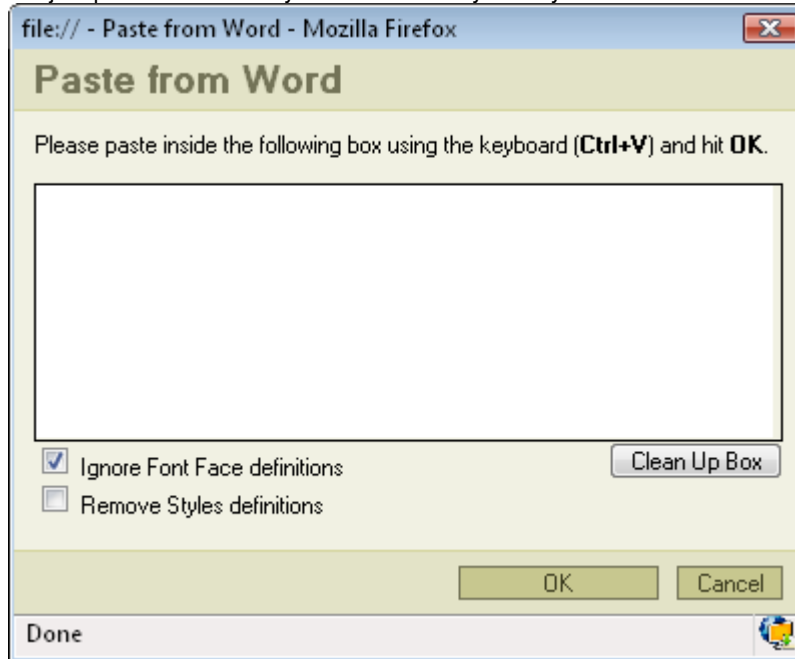 file:// - Paste from Word - Mozilla Firefox
Paste from Word
Please paste inside the following box using the keyboard (Ctrl+V) and hit OK.
Ignore Font Face definitions
Clean Up Box
Remove Styles definitions
OK
Cancel
Done